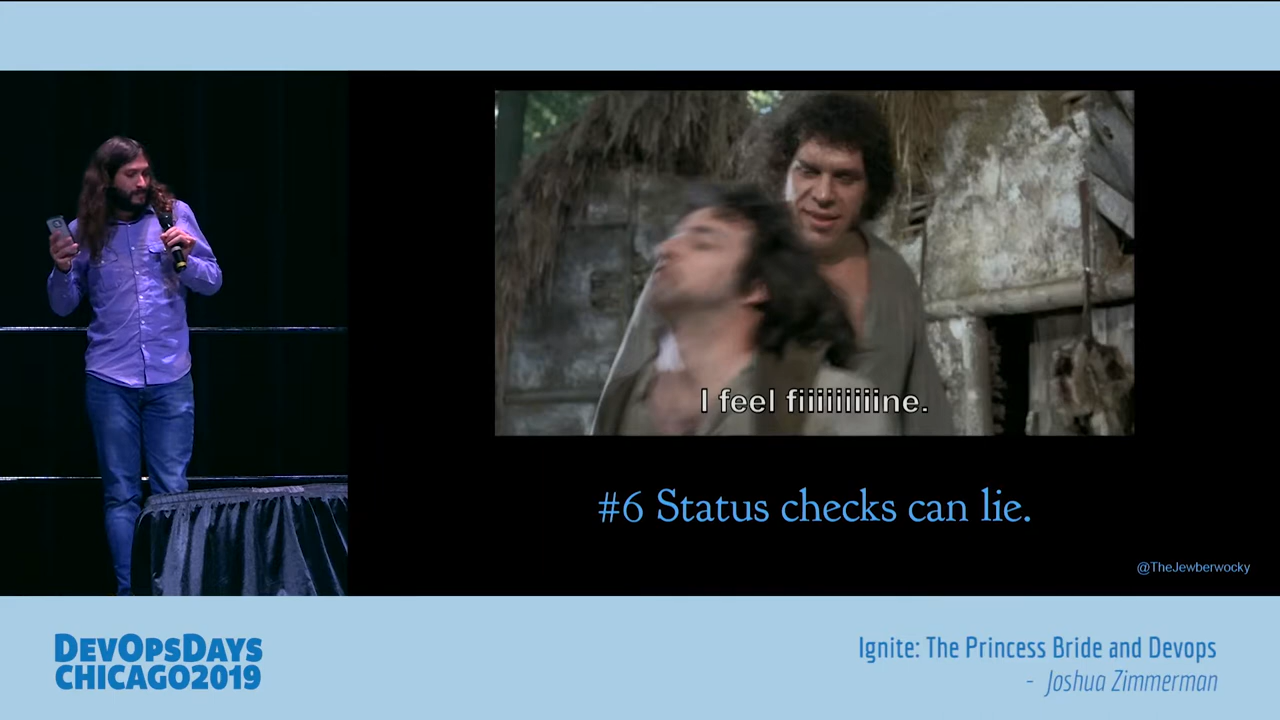 I feel fiiiiiiiiine.
#6 Status checks can lie.
@TheJewberwocky
DEVOPSDAYS
CHICAGO2019
Ignite: The Princess Bride and Devops
- Joshua Zimmerman